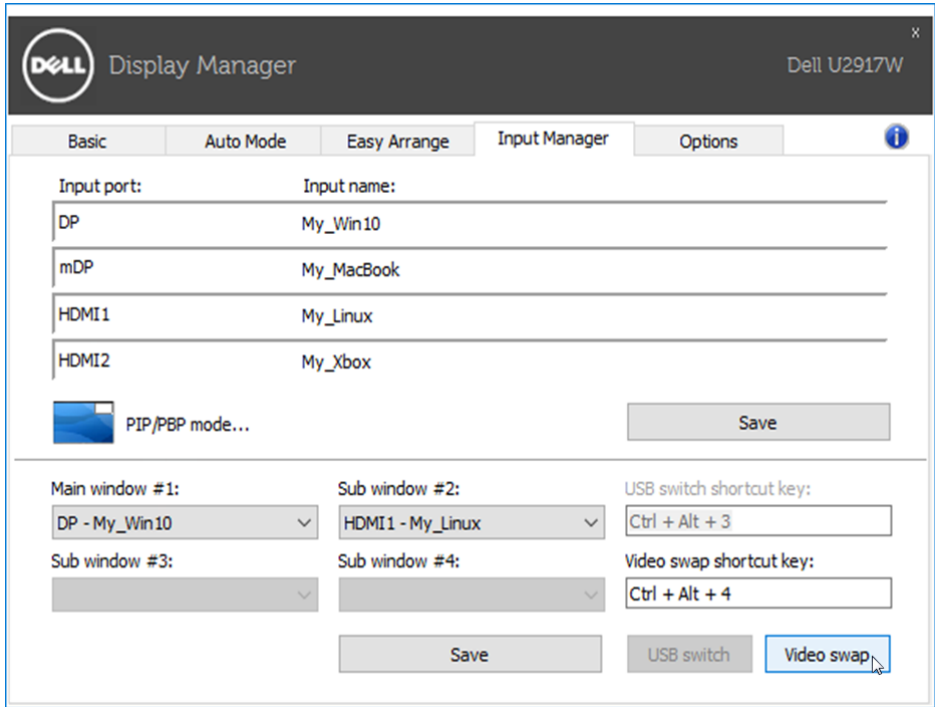 x
DELL Display Manager Dell U2917W
Basic Auto Mode Easy Arrange Input Manager Options i
Input port: Input name:
DP My_Win10
mDP My_MacBook
HDMI1 My_Linux
HDMI2 My_Xbox
PIP/PBP mode... Save
Main window #1: Sub window #2: USB switch shortcut key:
DP - My_Win10 HDMI1 - My_Linux Ctrl + Alt + 3
Sub window #3: Sub window #4: Video swap shortcut key:
Ctrl + Alt + 4
Save USB switch Video swap